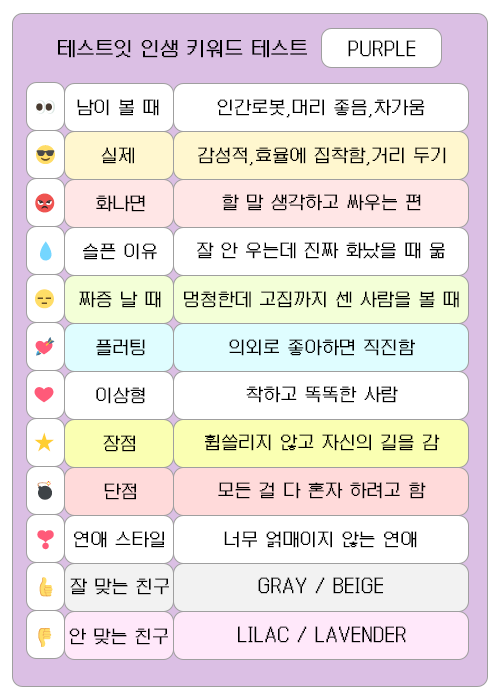 테스트잇 인생 키워드 테스트 PURPLE
남이 볼 때 인간로봇,머리 좋음,차가움
실제 감성적,효율에 집착함,거리 두기
화나면 할 말 생각하고 싸우는 편
슬픈 이유 잘 안 우는데 진짜 화났을 때 욺
짜증 날 때 멍청한데 고집까지 센 사람을 볼 때
플러팅 의외로 좋아하면 직진함
이상형 착하고 똑똑한 사람
장점 휩쓸리지 않고 자신의 길을 감
단점 모든 걸 다 혼자 하려고 함
연애 스타일 너무 얽매이지 않는 연애
잘 맞는 친구 GRAY / BEIGE
안 맞는 친구 LILAC / LAVENDER